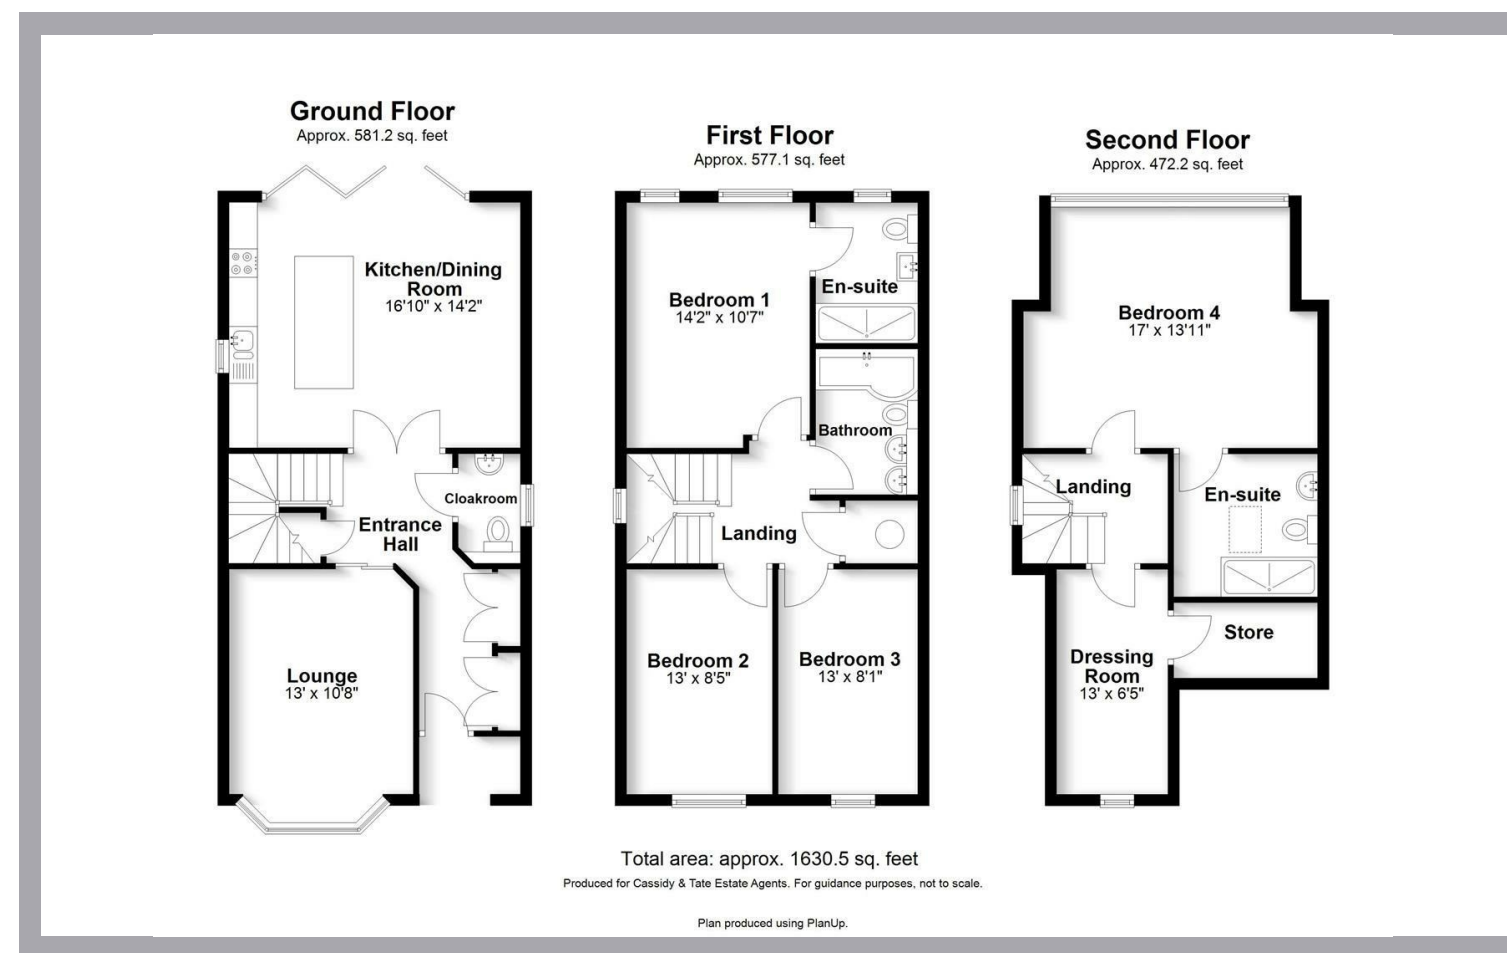 Ground Floor
Approx. 581.2 sq. feet
Kitchen/Dining
Room
16'10" x 14'2"
Cloakroom
Entrance
Hall
Lounge
13' x 10'8"
First Floor
Approx. 577.1 sq. feet
Bedroom 1
14'2" x 10'7"
En-suite
Bathroom
Landing
Bedroom 2
13' x 8'5"
Bedroom 3
13' x 8'1"
Second Floor
Approx. 472.2 sq. feet
Bedroom 4
17' x 13'11"
Landing
En-suite
Store
Dressing
Room
13' x 6'5"
Total area: approx. 1630.5 sq. feet
Produced for Cassidy & Tate Estate Agents. For guidance purposes, not to scale.
Plan produced using PlanUp.